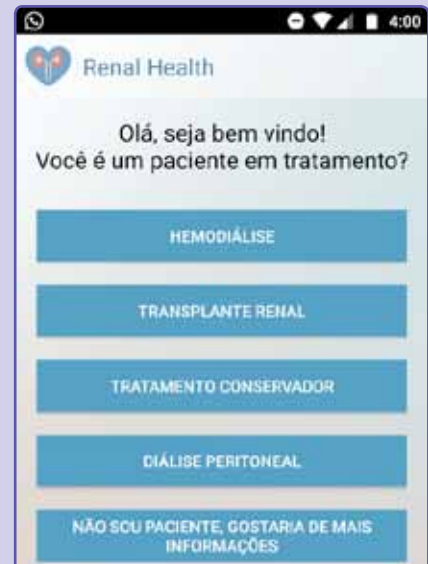 4:00
Renal Health
Olá, seja bem vindo!
Você é um paciente em tratamento?
HEMODIÁLISE
TRANSPLANTE RENAL
TRATAMENTO CONSERVADOR
DIÁLISE PERITONEAL
NÃO SOU PACIENTE, GOSTARIA DE MAIS
INFORMAÇÕES